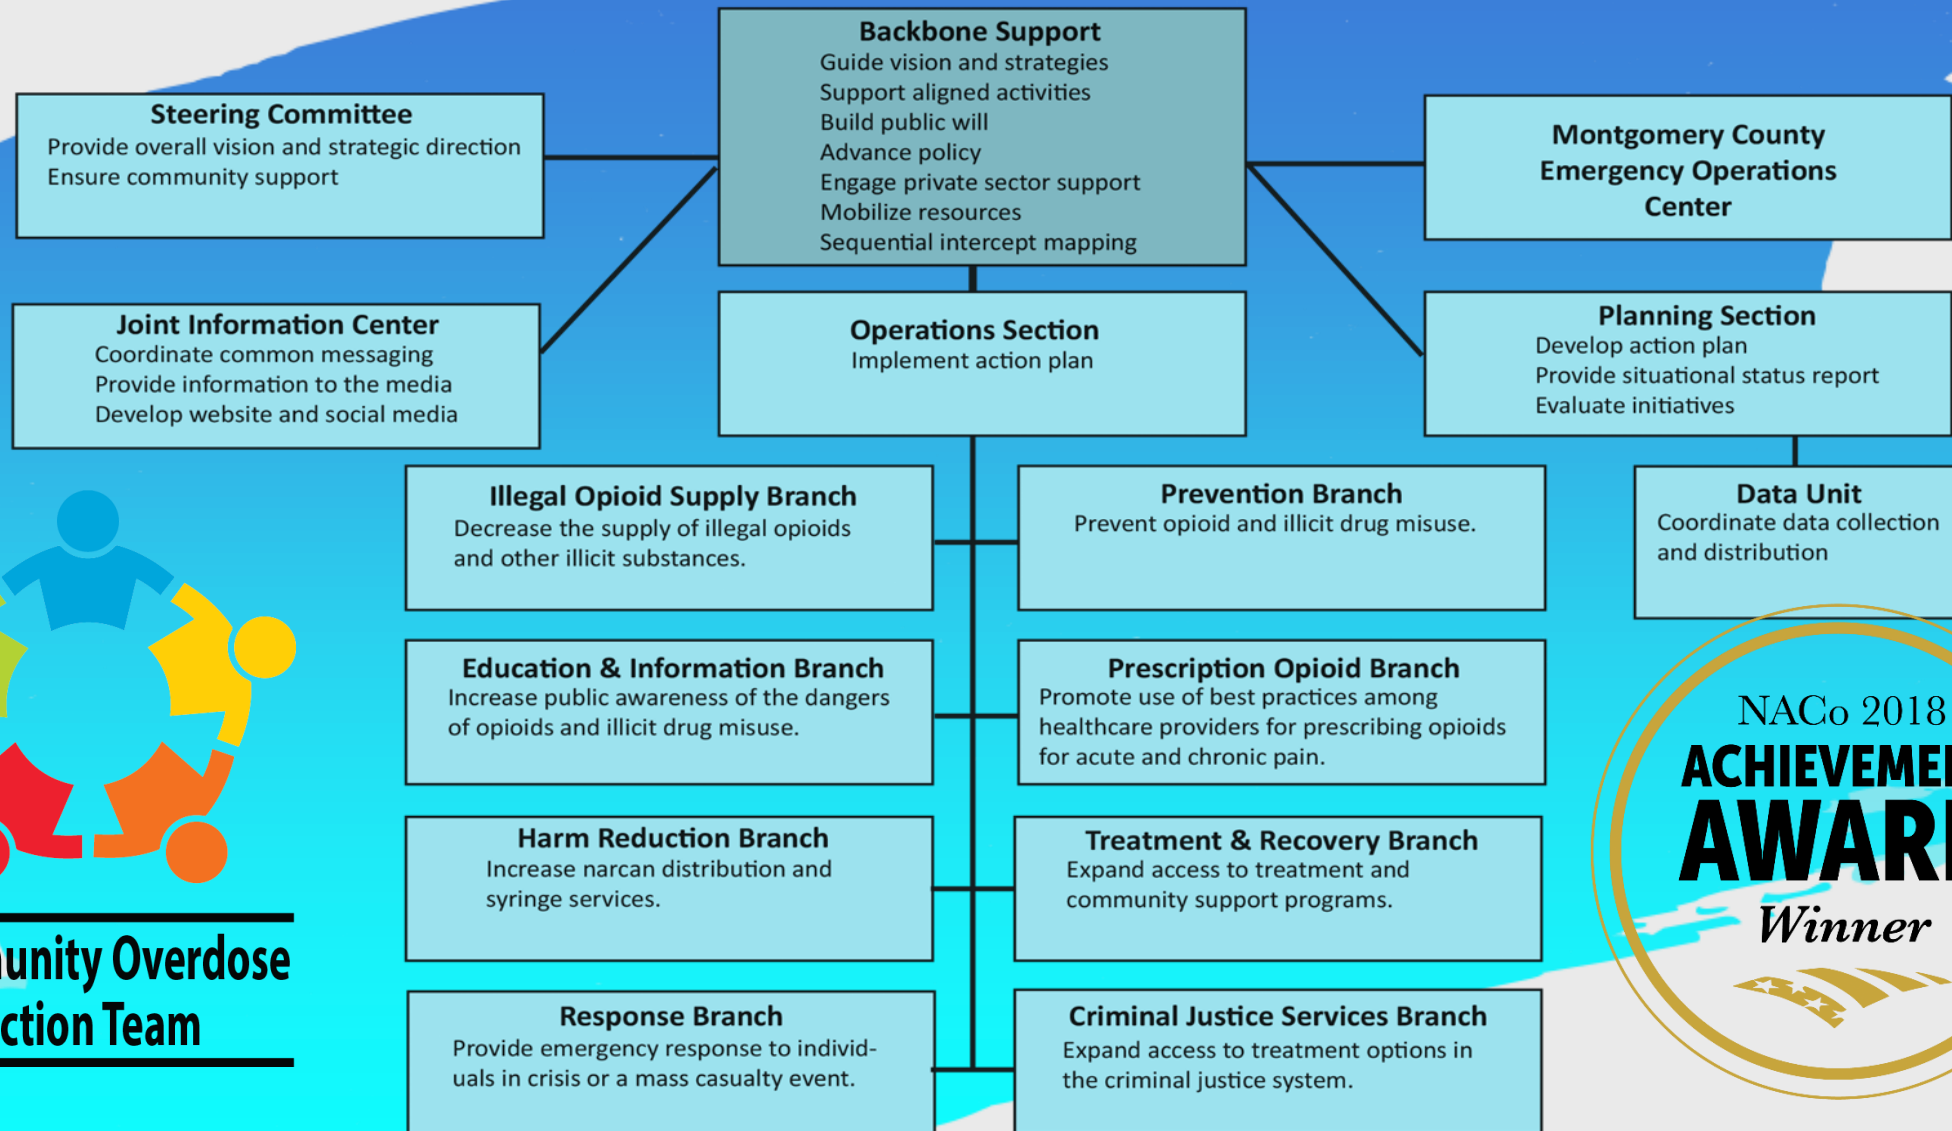 Backbone Support
Guide vision and strategies
Support aligned activities
Build public will
Advance policy
Engage private sector support
Mobilize resources
Sequential intercept mapping
Steering Committee
Provide overall vision and strategic direction
Ensure community support
Montgomery County
Emergency Operations
Center
Joint Information Center
Coordinate common messaging
Provide information to the media
Develop website and social media
Operations Section
Implement action plan
Planning Section
Develop action plan
Provide situational status report
Evaluate initiatives
Illegal Opioid Supply Branch
Decrease the supply of illegal opioids
and other illicit substances.
Prevention Branch
Prevent opioid and illicit drug misuse.
Data Unit
Coordinate data collection
and distribution
Education & Information Branch
Increase public awareness of the dangers
of opioids and illicit drug misuse.
Prescription Opioid Branch
Promote use of best practices among
healthcare providers for prescribing opioids
for acute and chronic pain.
Harm Reduction Branch
Increase narcan distribution and
syringe services.
Treatment & Recovery Branch
Expand access to treatment and
community support programs.
Response Branch
Provide emergency response to individ-
uals in crisis or a mass casualty event.
Criminal Justice Services Branch
Expand access to treatment options in
the criminal justice system.
unity Overdose
ction Team
NACo 2018
ACHIEVEME
AWAR
Winner